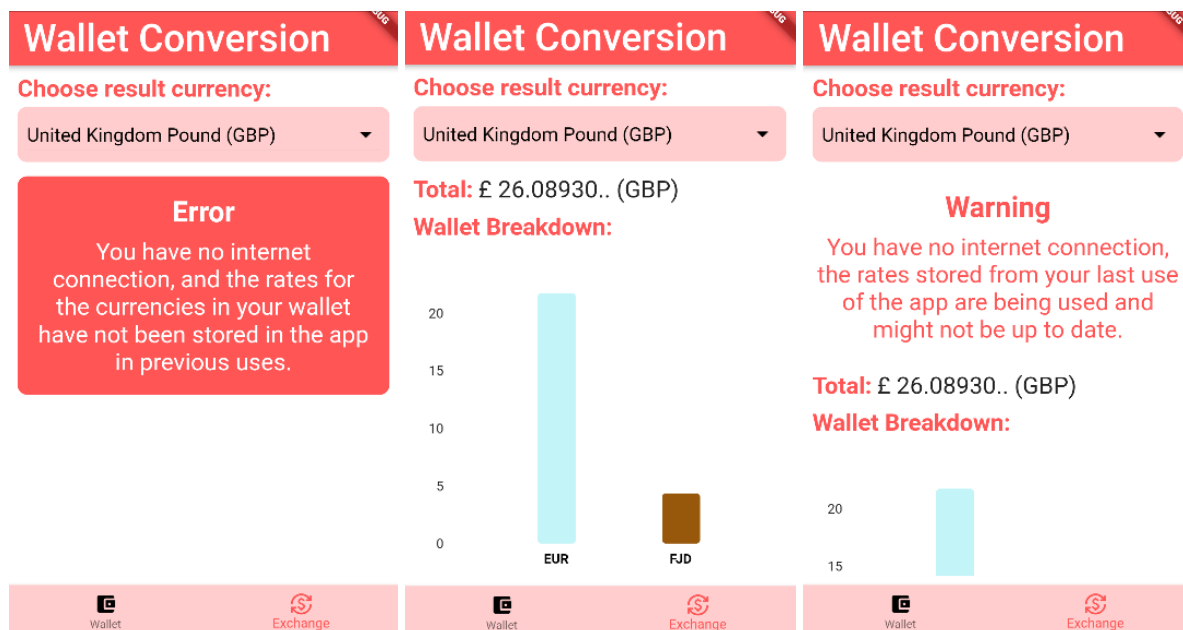 Wallet Conversion
Choose result currency:
United Kingdom Pound (GBP)
Error
You have no internet
connection, and the rates for
the currencies in your wallet
have not been stored in the app
in previous uses.
Wallet
Exchange
Wallet Conversion
Choose result currency:
United Kingdom Pound (GBP)
Total: £ 26.08930.. (GBP)
Wallet Breakdown:
20
15
10
5
0
EUR
FJD
Wallet
Exchange
Wallet Conversion
Choose result currency:
United Kingdom Pound (GBP)
Warning
You have no internet connection,
the rates stored from your last use
of the app are being used and
might not be up to date.
Total: £ 26.08930.. (GBP)
Wallet Breakdown:
20
15
Wallet
Exchange